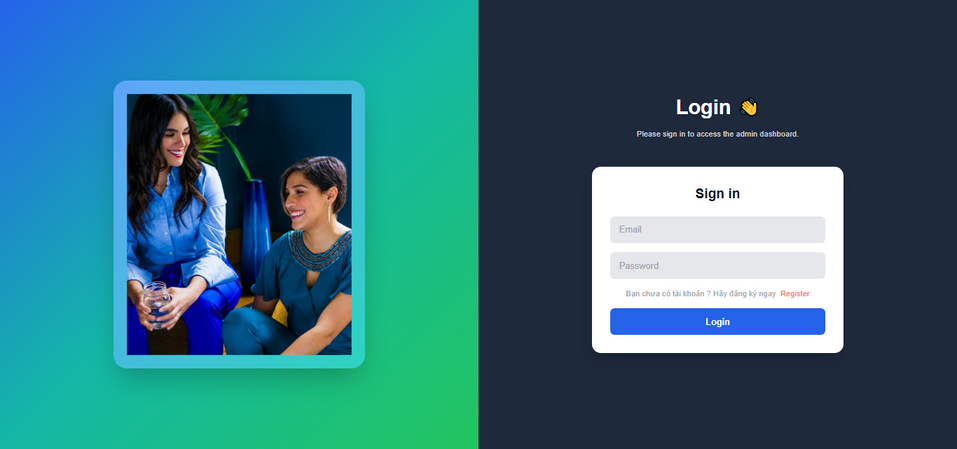 Login 👋
Please sign in to access the admin dashboard.
Sign in
Email
Password
Bạn chưa có tài khoản ? Hãy đăng ký ngay Register
Login